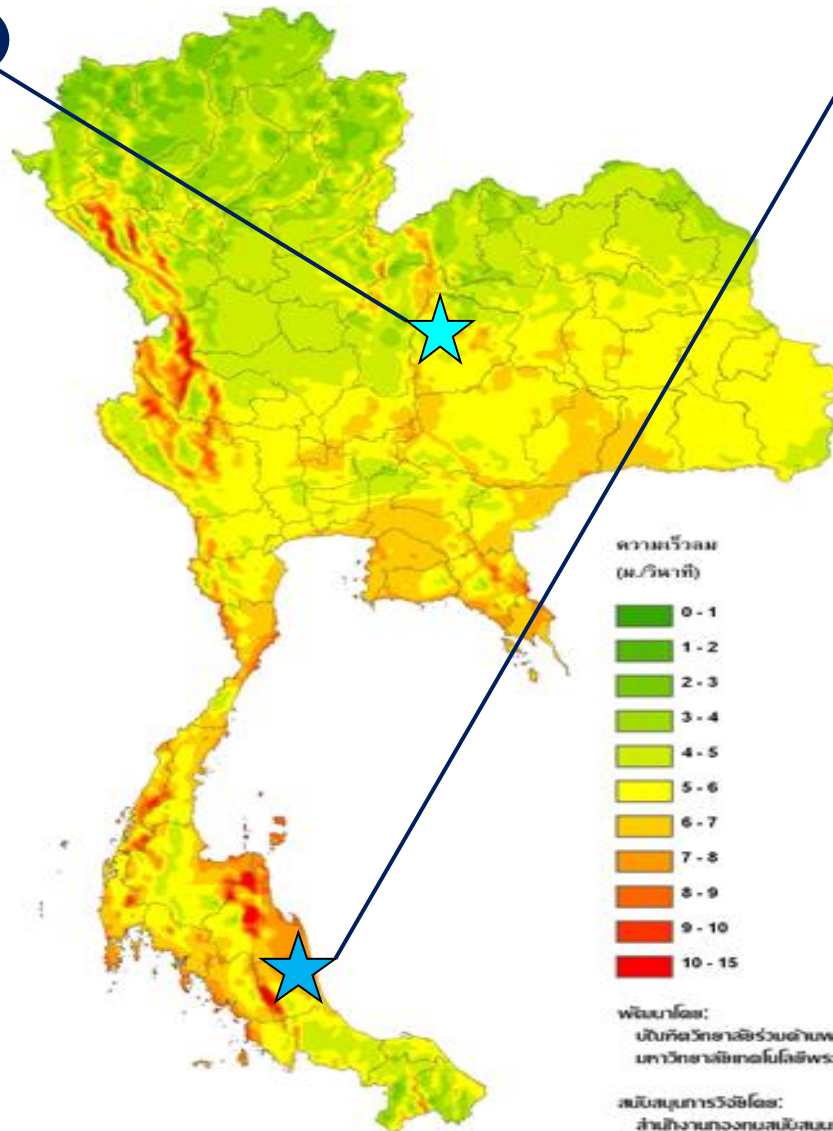 ความเร็วลม
(ม./วินาที)
0 - 1
1 - 2
2 - 3
3 - 4
4 - 5
5 - 6
6 - 7
7 - 8
8 - 9
9 - 10
10 - 15
พัฒนาโดย:
บัณฑิตวิทยาลัยร่วมด้านพ
มหาวิทยาลัยเทคโนโลยีพระ
สนับสนุนการวิจัยโดย:
สำนักงานกองทุนสนับสนุน